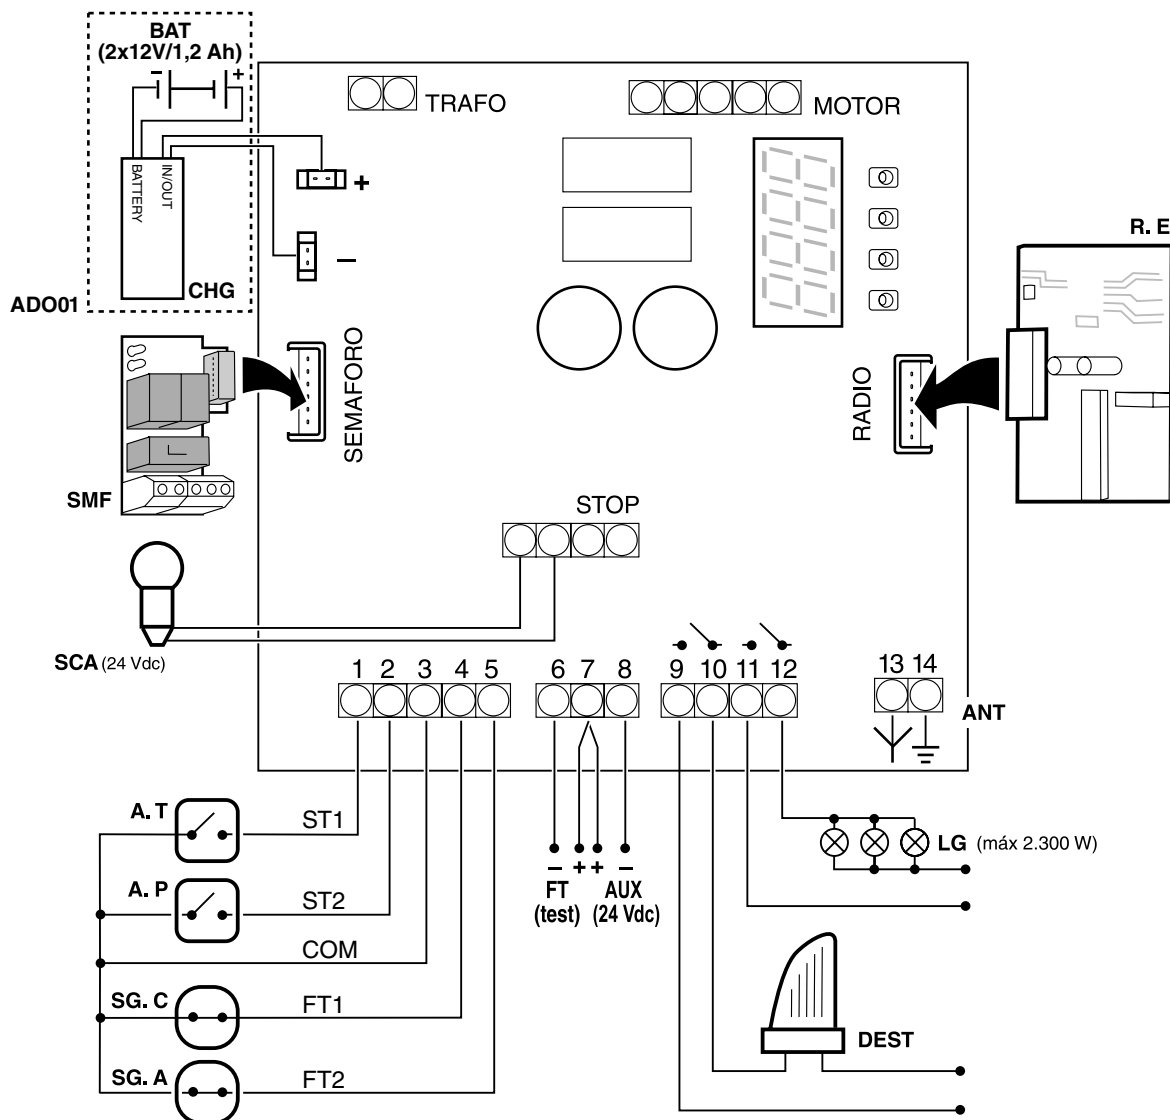 BAT
(2x12V/1,2 Ah)
− +
TRAFO
MOTOR
BATTERY
IN/OUT
+
−
CHG
ADO01
R. E
SEMAFORO
RADIO
SMF
STOP
SCA (24 Vdc)
1 2 3 4 5 6 7 8 9 10 11 12 13 14
ANT
A. T ST1
A. P ST2
COM
SG. C FT1
SG. A FT2
− + + −
FT AUX
(test) (24 Vdc)
LG (máx 2.300 W)
DEST